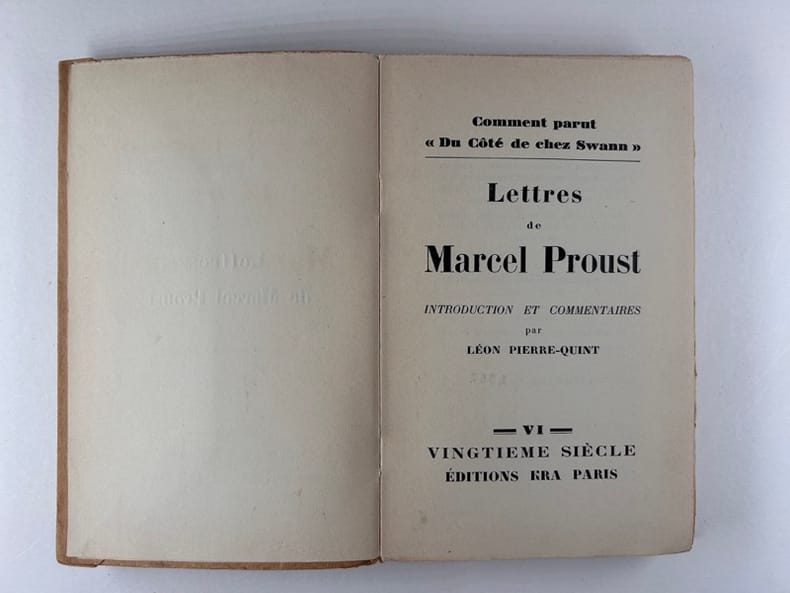 Comment parut
« Du Côté de chez Swann »
Lettres
de
Marcel Proust
INTRODUCTION ET COMMENTAIRES
par
LÉON PIERRE-QUINT
VI
VINGTIEME SIÈCLE
ÉDITIONS KRA PARIS